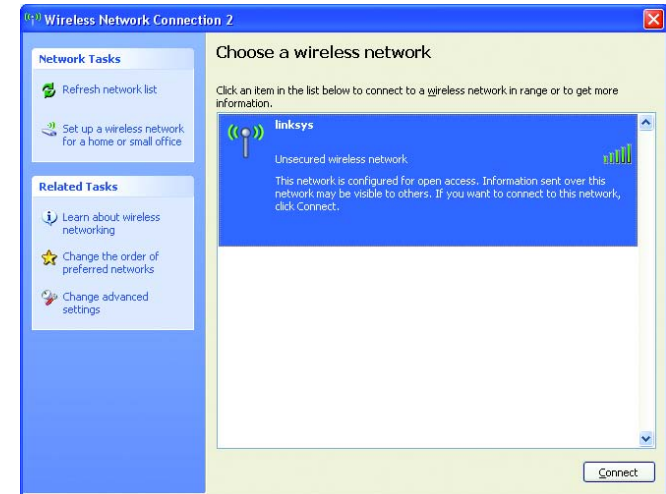 Wireless Network Connection 2
Network Tasks
Refresh network list
Set up a wireless network
for a home or small office
Related Tasks
Learn about wireless
networking
Change the order of
preferred networks
Change advanced
settings
Choose a wireless network
Click an item in the list below to connect to a wireless network in range or to get more
information.
linksys
Unsecured wireless network
This network is configured for open access. Information sent over this
network may be visible to others. If you want to connect to this network,
click Connect.
Connect